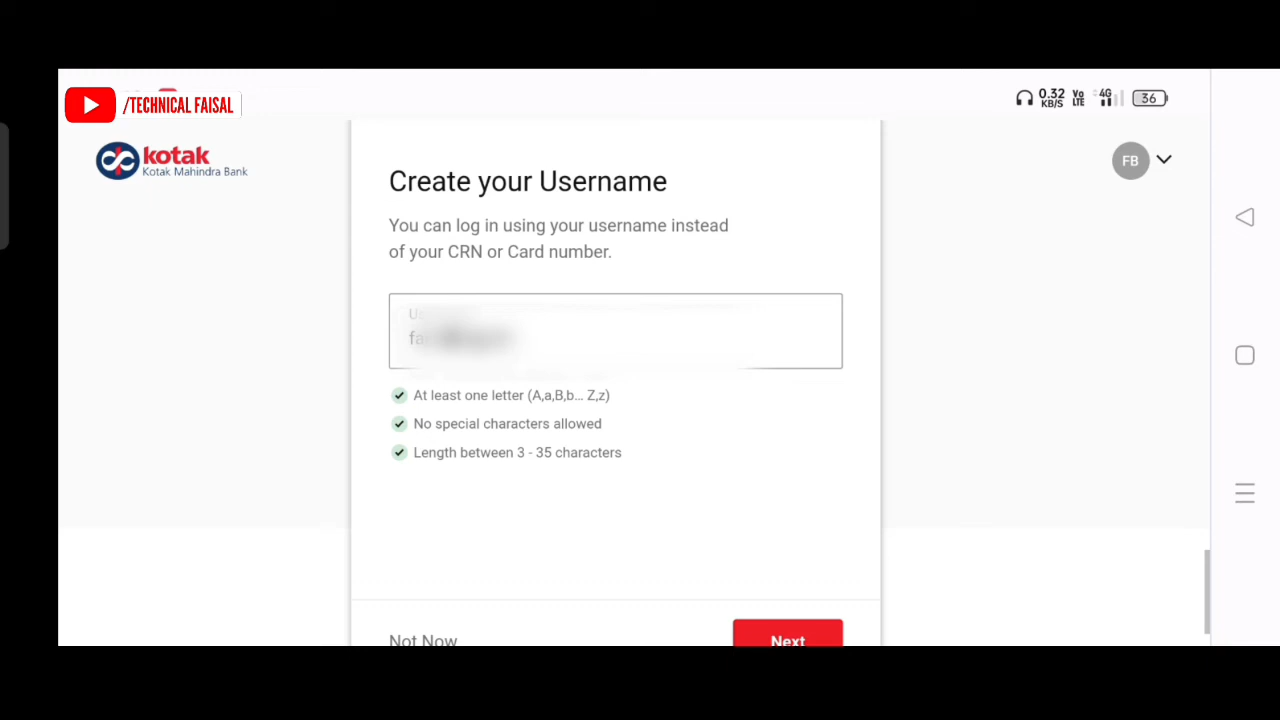 /TECHNICAL FAISAL
0.32
KB/S
Vo
LTE
4G
36
kotak
Kotak Mahindra Bank
FB
Create your Username
You can log in using your username instead
of your CRN or Card number.
At least one letter (A,a,B,b... Z,z)
No special characters allowed
Length between 3 - 35 characters
Not Now
Next